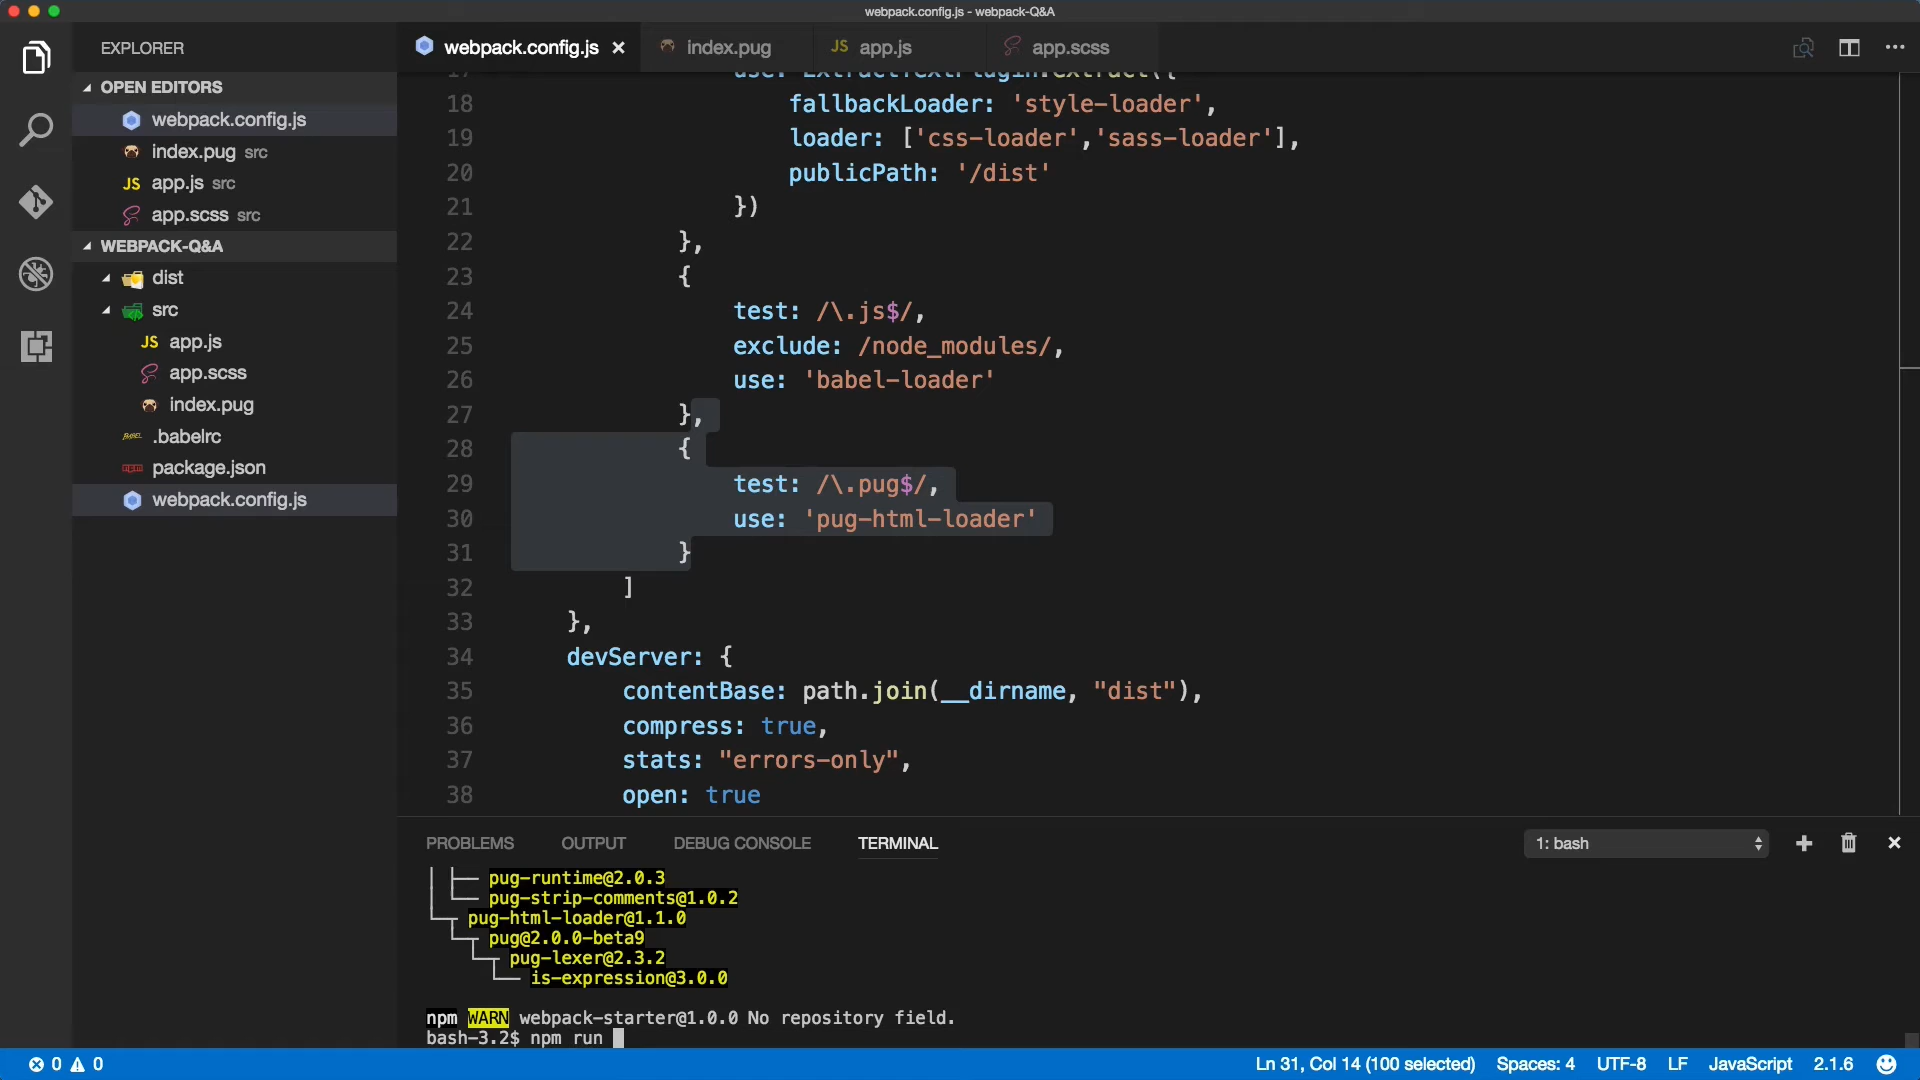 webpack.config.js - webpack-Q&A
EXPLORER
OPEN EDITORS
webpack.config.js
index.pug src
app.js src
app.scss src
WEBPACK-Q&A
dist
src
app.js
app.scss
index.pug
.babelrc
package.json
webpack.config.js
webpack.config.js
index.pug
JS app.js
app.scss
17 use: ExtractTextPlugin.extract({
18 fallbackLoader: 'style-loader',
19 loader: ['css-loader','sass-loader'],
20 publicPath: '/dist'
21 })
22 },
23 {
24 test: /\.js$/,
25 exclude: /node_modules/,
26 use: 'babel-loader'
27 },
28 {
29 test: /\.pug$/,
30 use: 'pug-html-loader'
31 }
32 ]
33 },
34 devServer: {
35 contentBase: path.join(__dirname, "dist"),
36 compress: true,
37 stats: "errors-only",
38 open: true
PROBLEMS OUTPUT DEBUG CONSOLE TERMINAL 1: bash
pug-runtime@2.0.3
pug-strip-comments@1.0.2
pug-html-loader@1.1.0
pug@2.0.0-beta9
pug-lexer@2.3.2
is-expression@3.0.0
npm WARN webpack-starter@1.0.0 No repository field.
bash-3.2$ npm run
0 0 Ln 31, Col 14 (100 selected) Spaces: 4 UTF-8 LF JavaScript 2.1.6